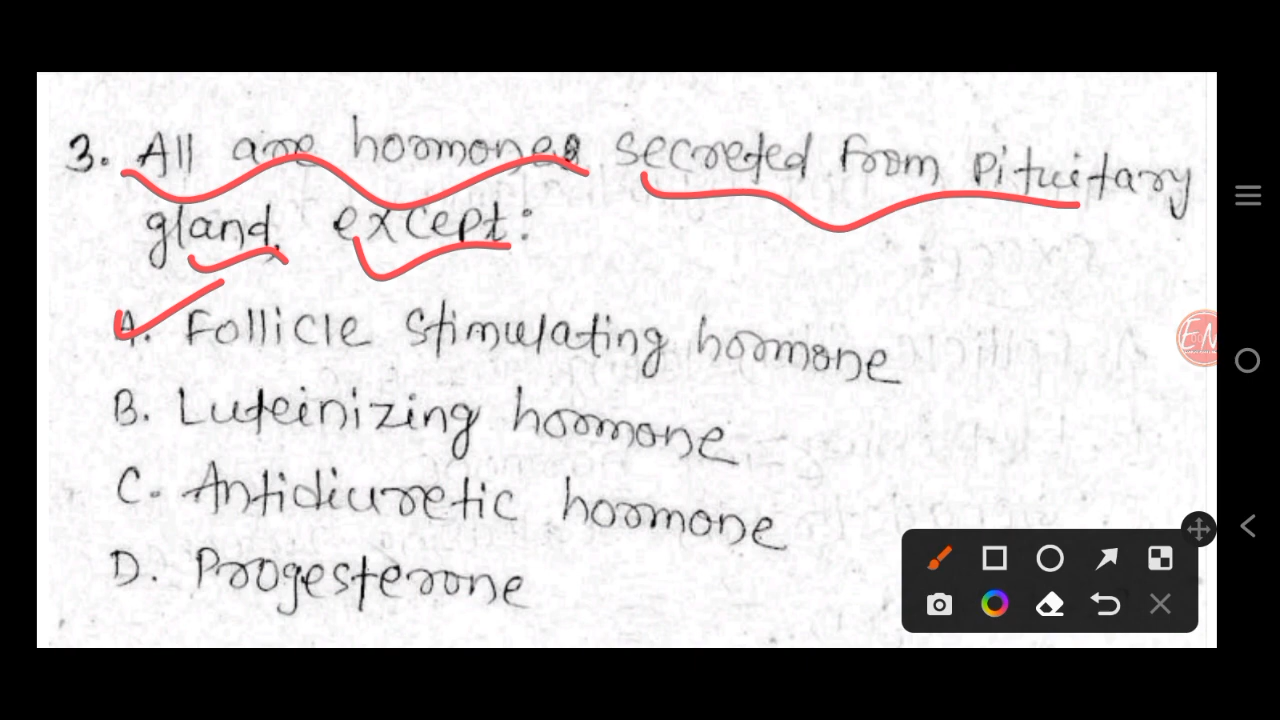 3. All are hormones secreted from Pituitary
gland, except:
A. Follicle stimulating hormone
B. Luteinizing hormone
C. Antidiuretic hormone
D. Progesterone